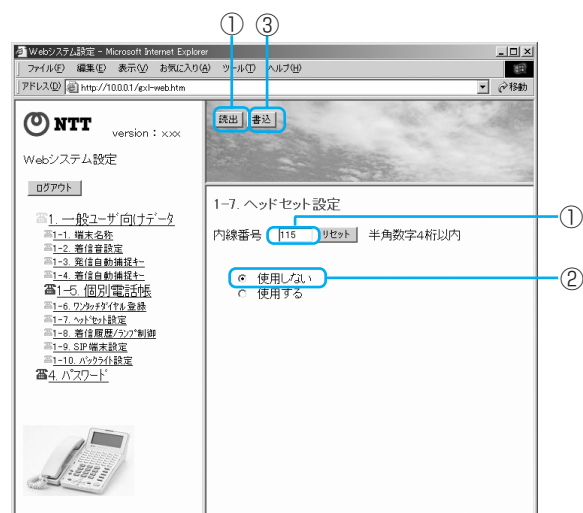 ① ③
Webシステム設定 - Microsoft Internet Explorer
ファイル(F) 編集(E) 表示(V) お気に入り(A) ツール(T) ヘルプ(H)
アドレス(D) http://10.0.0.1/gx1-web.htm 移動
NTT version：×××
Webシステム設定
ログアウト
1. 一般ユーザ向けデータ
1-1. 端末名称
1-2. 着信音設定
1-3. 発信自動捕捉キー
1-4. 着信自動捕捉キー
1-5. 個別電話帳
1-6. ワンタッチダイヤル登録
1-7. ヘッドセット設定
1-8. 着信履歴/ランプ制御
1-9. SIP端末設定
1-10. バックライト設定
4. パスワード
読出 書込
1-7. ヘッドセット設定
①
内線番号 115 リセット 半角数字4桁以内
②
使用しない
使用する